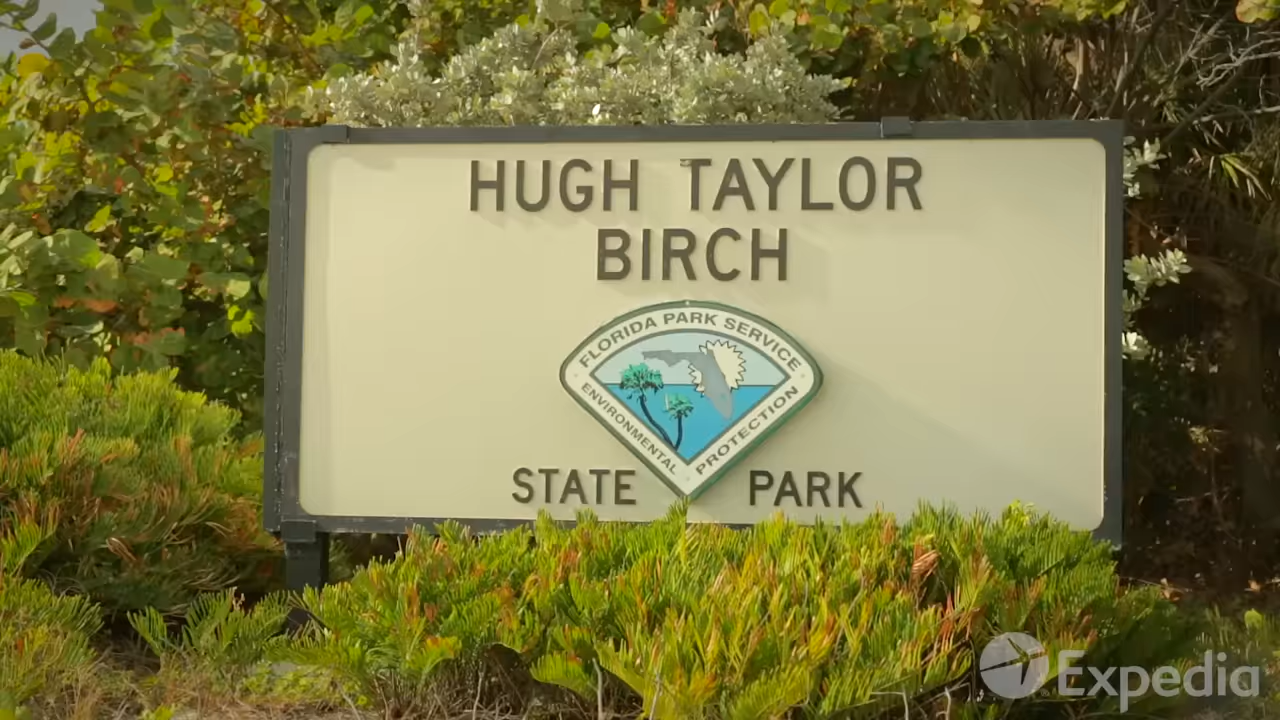 HUGH TAYLOR
BIRCH
FLORIDA PARK SERVICE
ENVIRONMENTAL PROTECTION
STATE PARK
Expedia